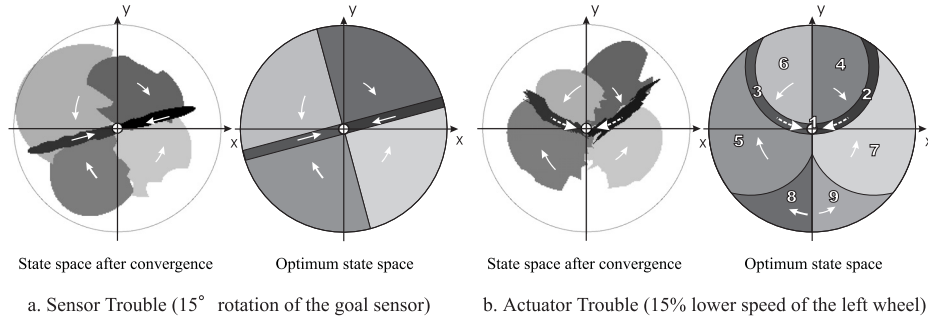 y
y
y
y
x
x
x
x
6
4
3
2
1
5
7
8
9
State space after convergence
Optimum state space
State space after convergence
Optimum state space
a. Sensor Trouble (15° rotation of the goal sensor)
b. Actuator Trouble (15% lower speed of the left wheel)